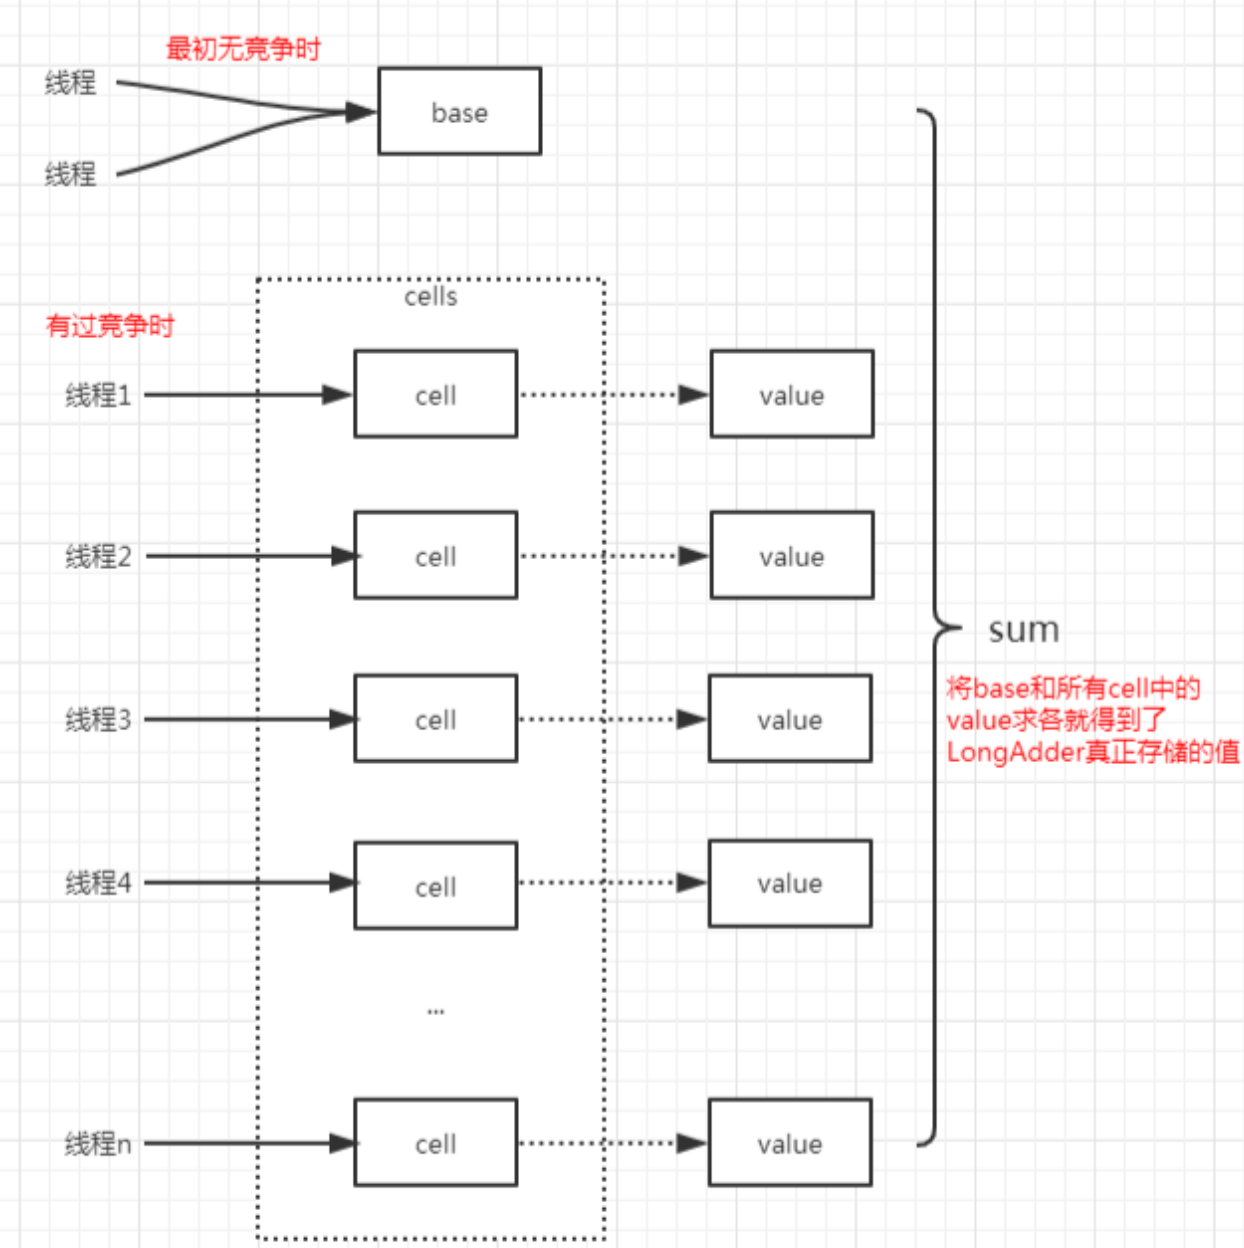 最初无竞争时
线程
base
线程
cells
有过竞争时
线程1
cell
value
线程2
cell
value
线程3
cell
value
线程4
cell
value
...
线程n
cell
value
sum
将base和所有cell中的
value求各就得到了
LongAdder真正存储的值